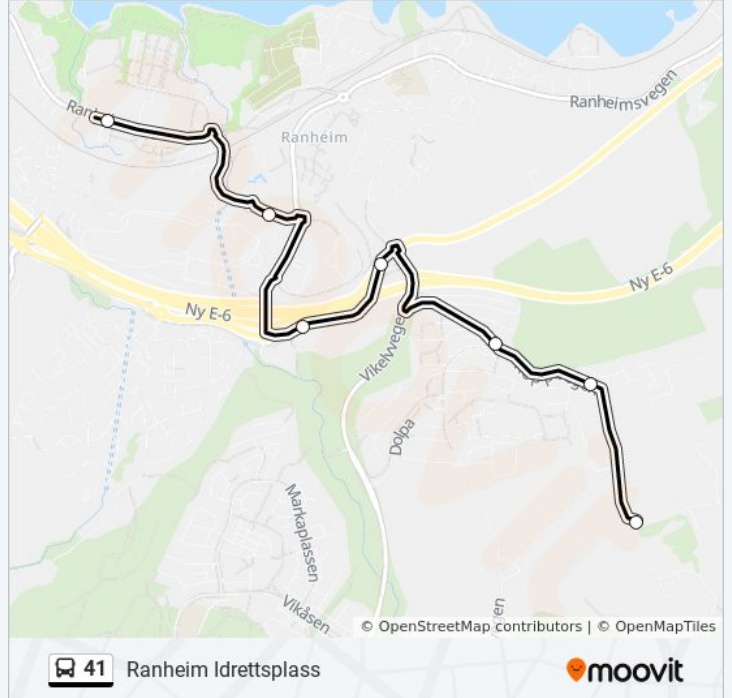 Ranheimsvegen
Ranheim
Ny E-6
Ny E-6
Vikelvvegen
Dolpa
Markaplassen
Vikåsen
© OpenStreetMap contributors | © OpenMapTiles
41 Ranheim Idrettsplass
moovit